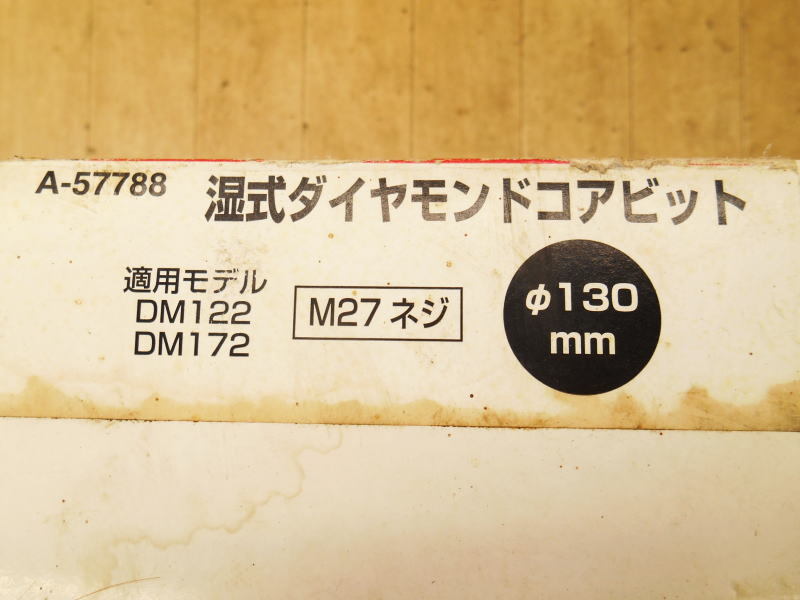 A-57788 湿式ダイヤモンドコアビット
適用モデル
DM122
DM172
M27 ネジ
φ130
mm